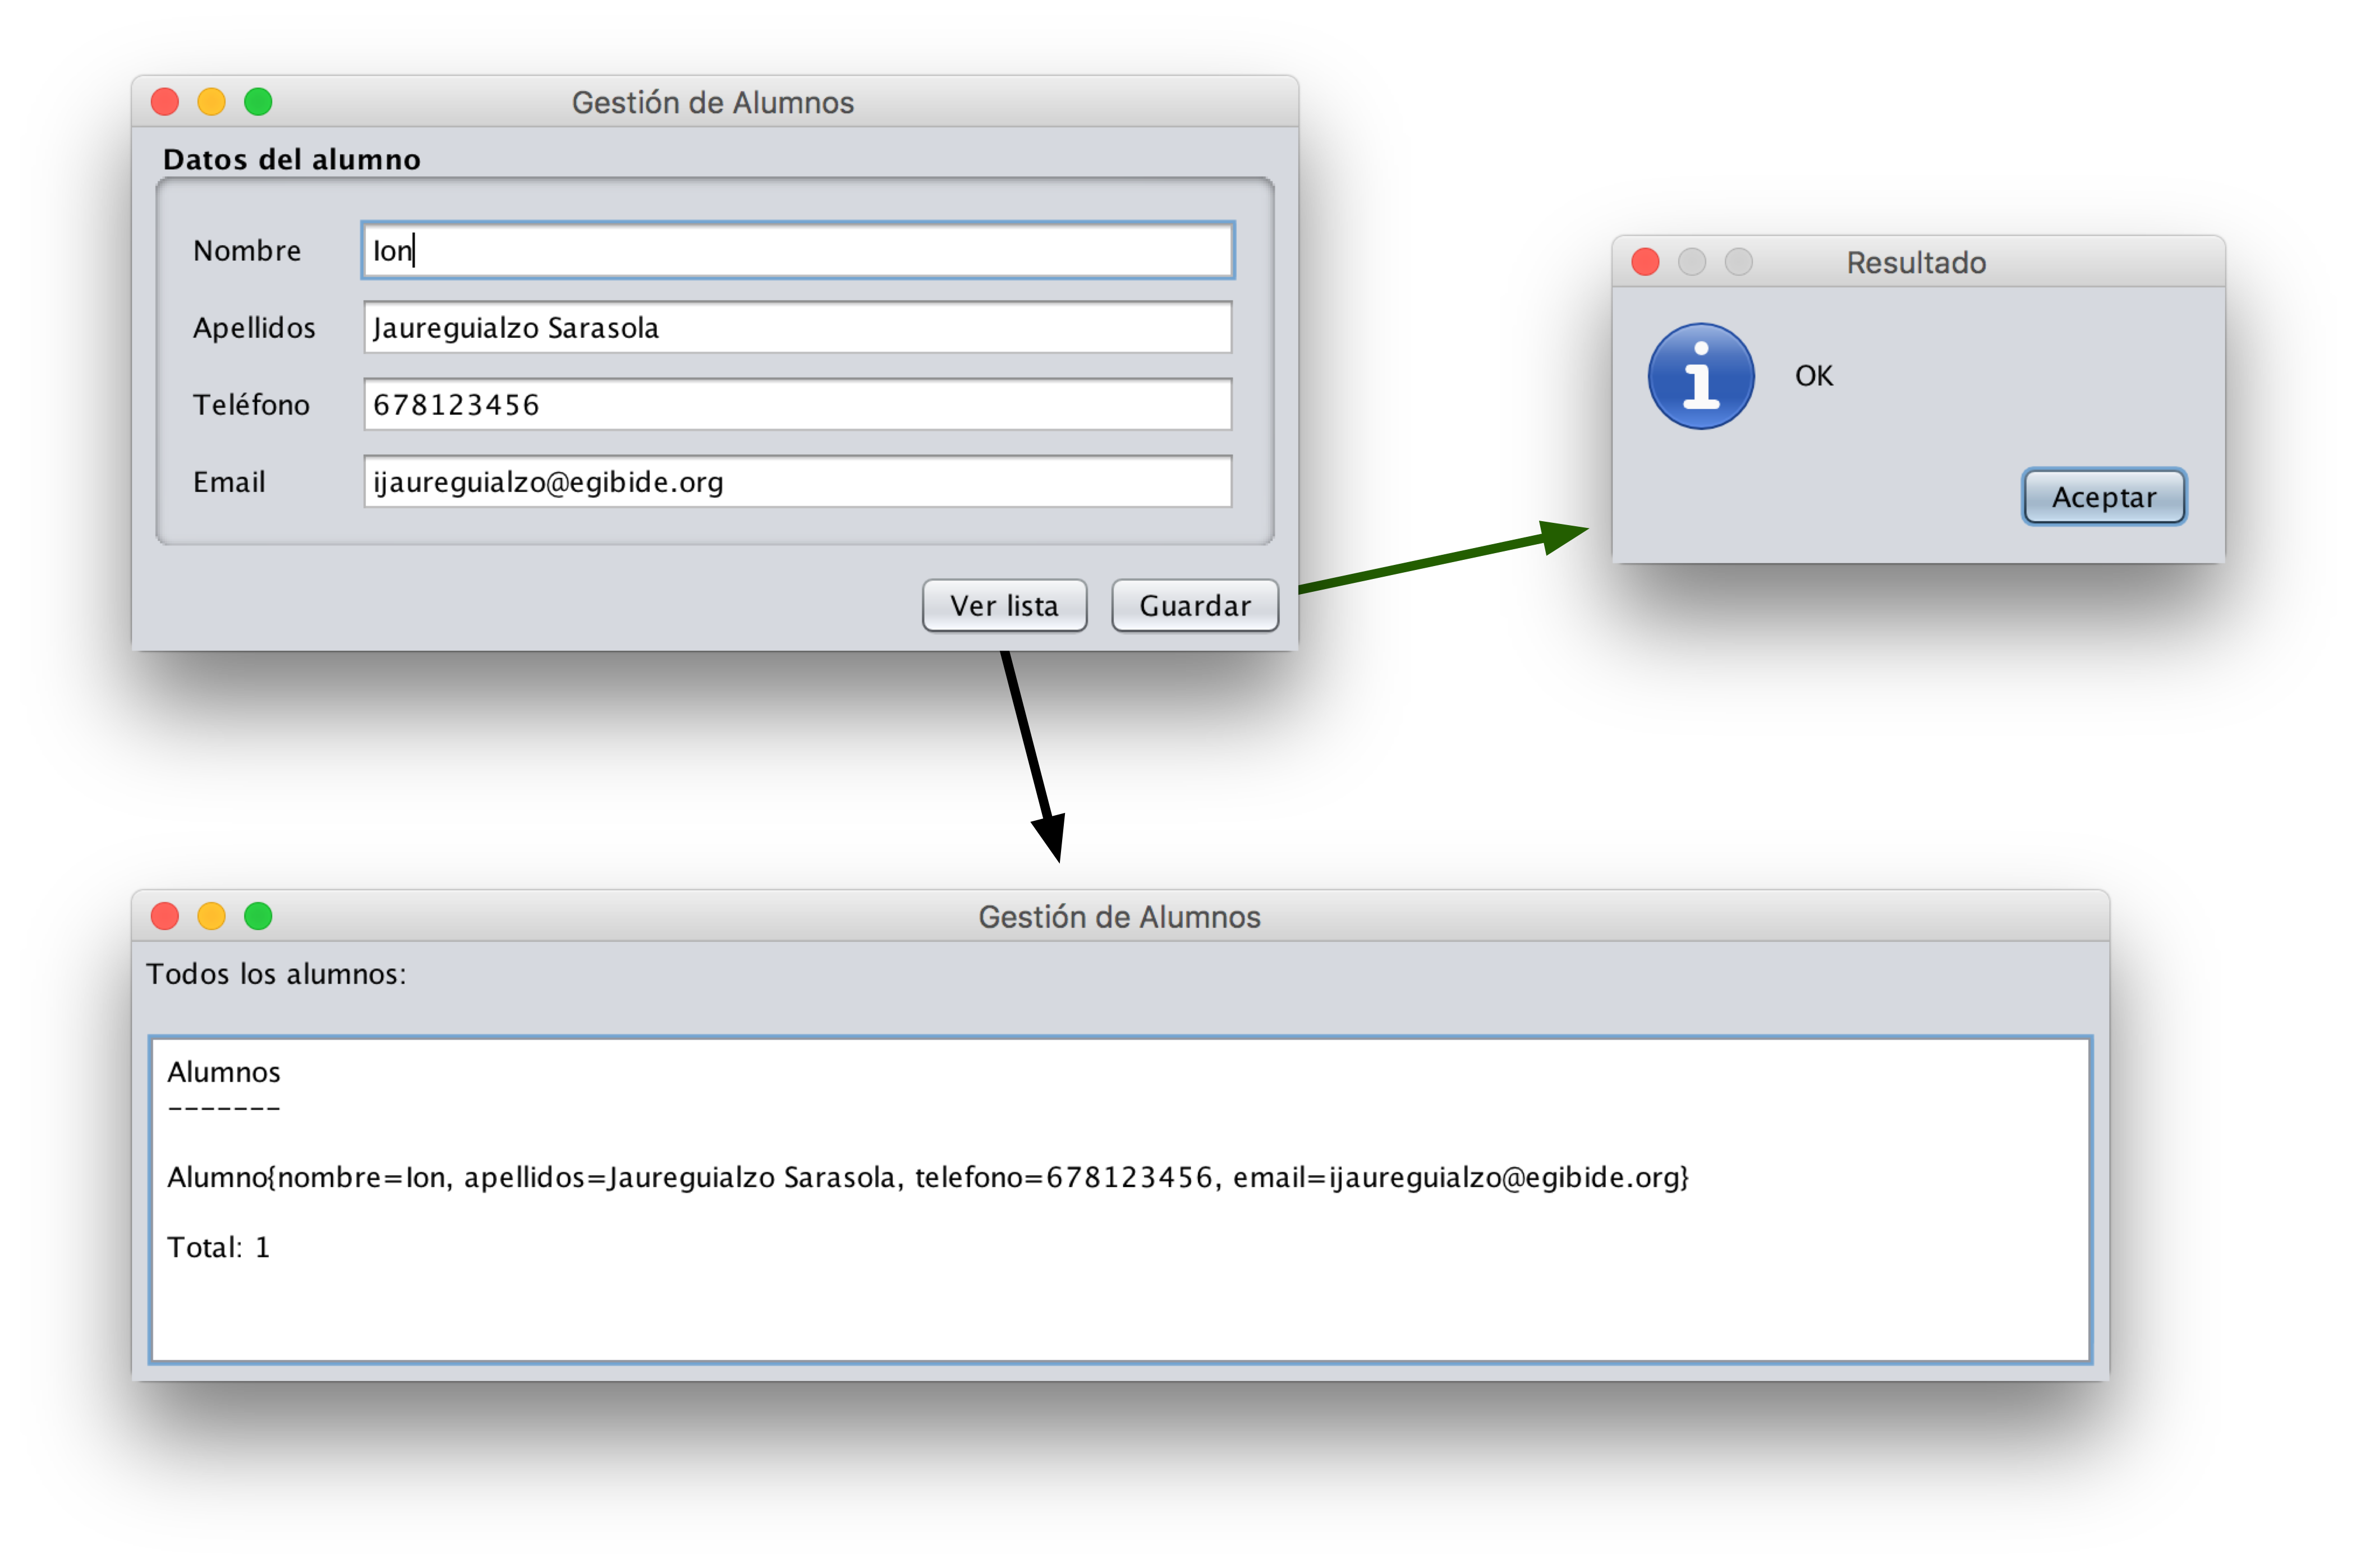 Gestión de Alumnos
Datos del alumno
Nombre
Ion
Apellidos
Jaureguialzo Sarasola
Teléfono
678123456
Email
ijaureguialzo@egibide.org
Ver lista
Guardar
Resultado
OK
Aceptar
Gestión de Alumnos
Todos los alumnos:
Alumnos
-------
Alumno{nombre=Ion, apellidos=Jaureguialzo Sarasola, telefono=678123456, email=ijaureguialzo@egibide.org}
Total: 1